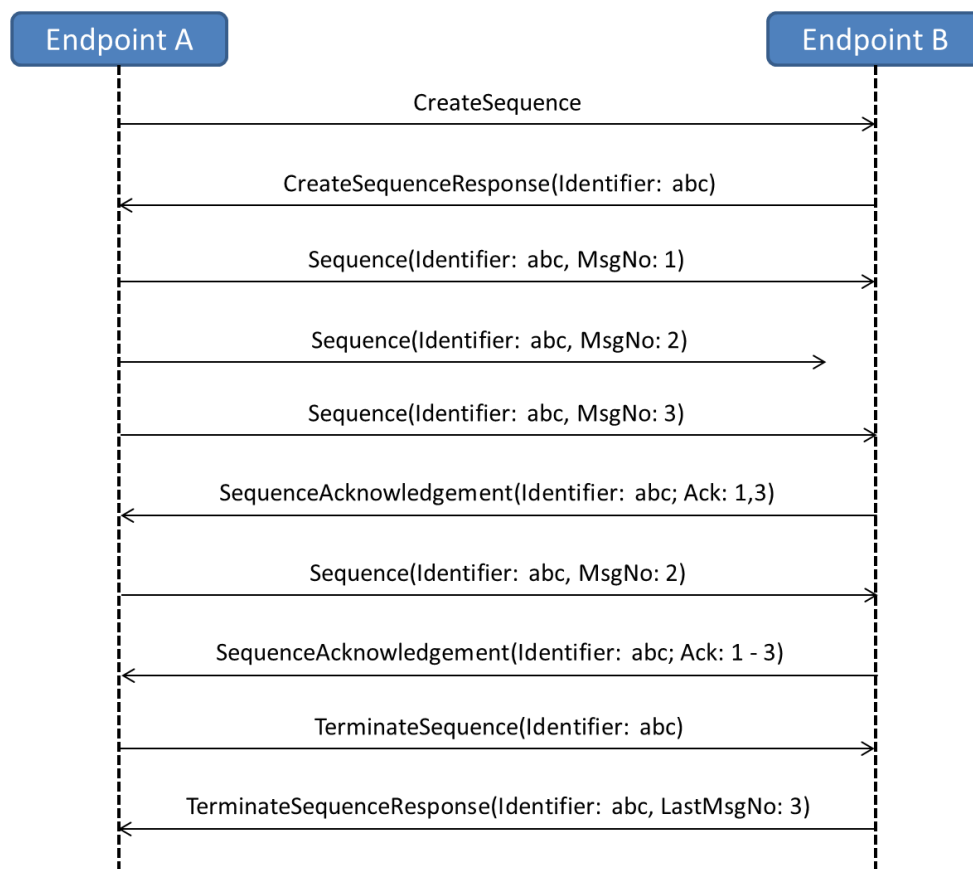 Endpoint A
Endpoint B
CreateSequence
CreateSequenceResponse(Identifier: abc)
Sequence(Identifier: abc, MsgNo: 1)
Sequence(Identifier: abc, MsgNo: 2)
Sequence(Identifier: abc, MsgNo: 3)
SequenceAcknowledgement(Identifier: abc; Ack: 1,3)
Sequence(Identifier: abc, MsgNo: 2)
SequenceAcknowledgement(Identifier: abc; Ack: 1 - 3)
TerminateSequence(Identifier: abc)
TerminateSequenceResponse(Identifier: abc, LastMsgNo: 3)